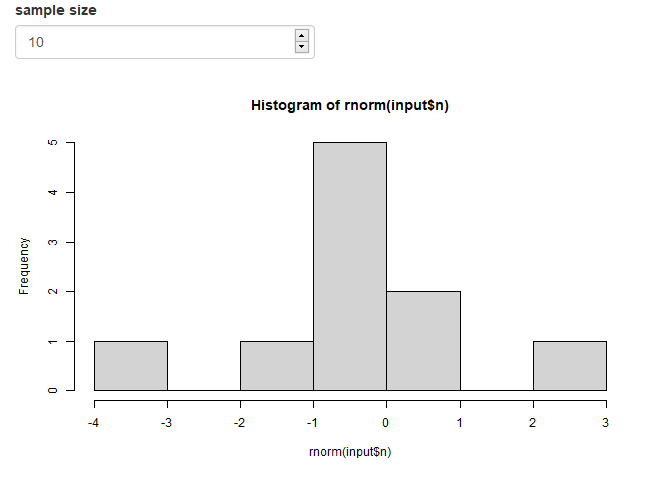 sample size
10
Histogram of rnorm(input$n)
5
4
3
2
1
0
Frequency
-4 -3 -2 -1 0 1 2 3
rnorm(input$n)